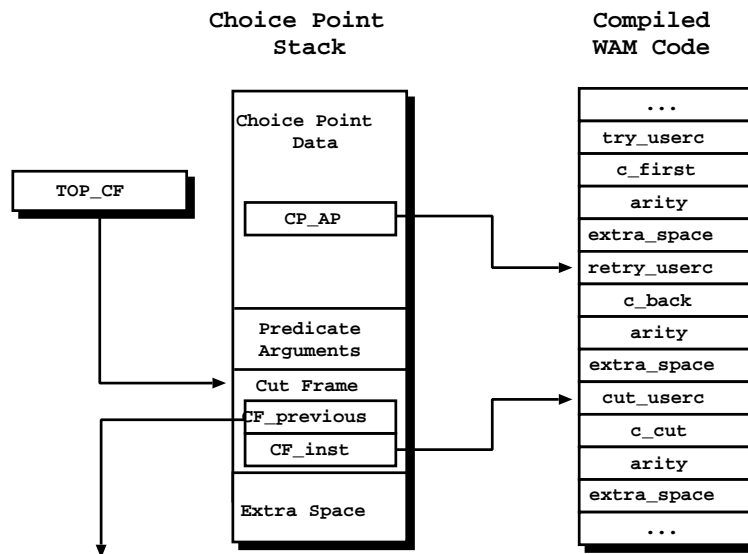 Choice Point
Stack
Compiled
WAM Code
TOP_CF
Choice Point
Data
CP_AP
Predicate
Arguments
Cut Frame
CF_previous
CF_inst
Extra Space
...
try_userc
c_first
arity
extra_space
retry_userc
c_back
arity
extra_space
cut_userc
c_cut
arity
extra_space
...